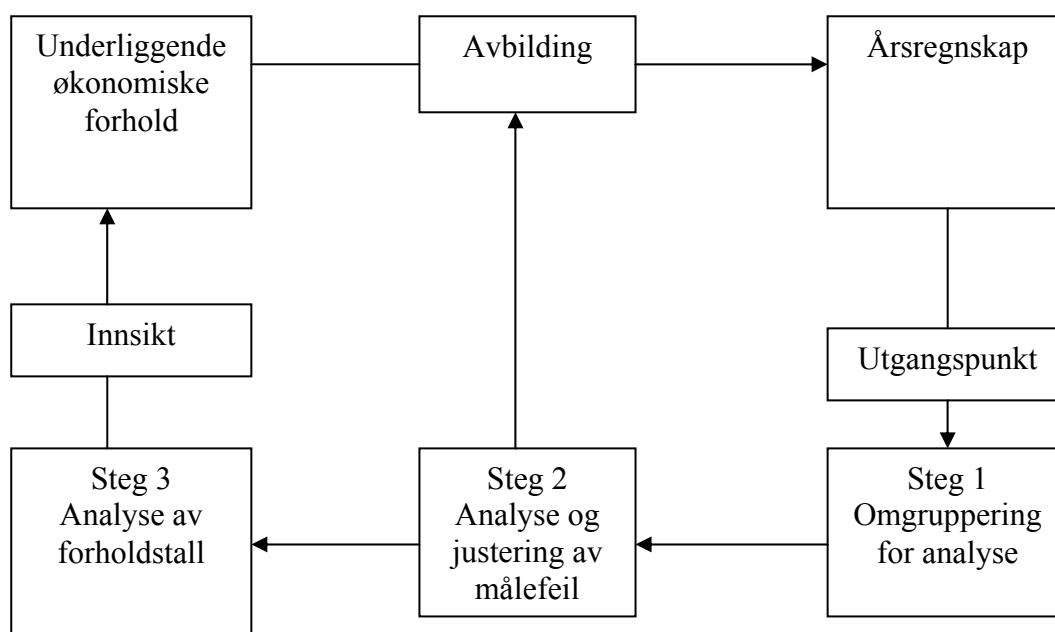 Underliggende
økonomiske
forhold
Avbilding
Årsregnskap
Innsikt
Utgangspunkt
Steg 3
Analyse av
forholdstall
Steg 2
Analyse og
justering av
målefeil
Steg 1
Omgruppering
for analyse